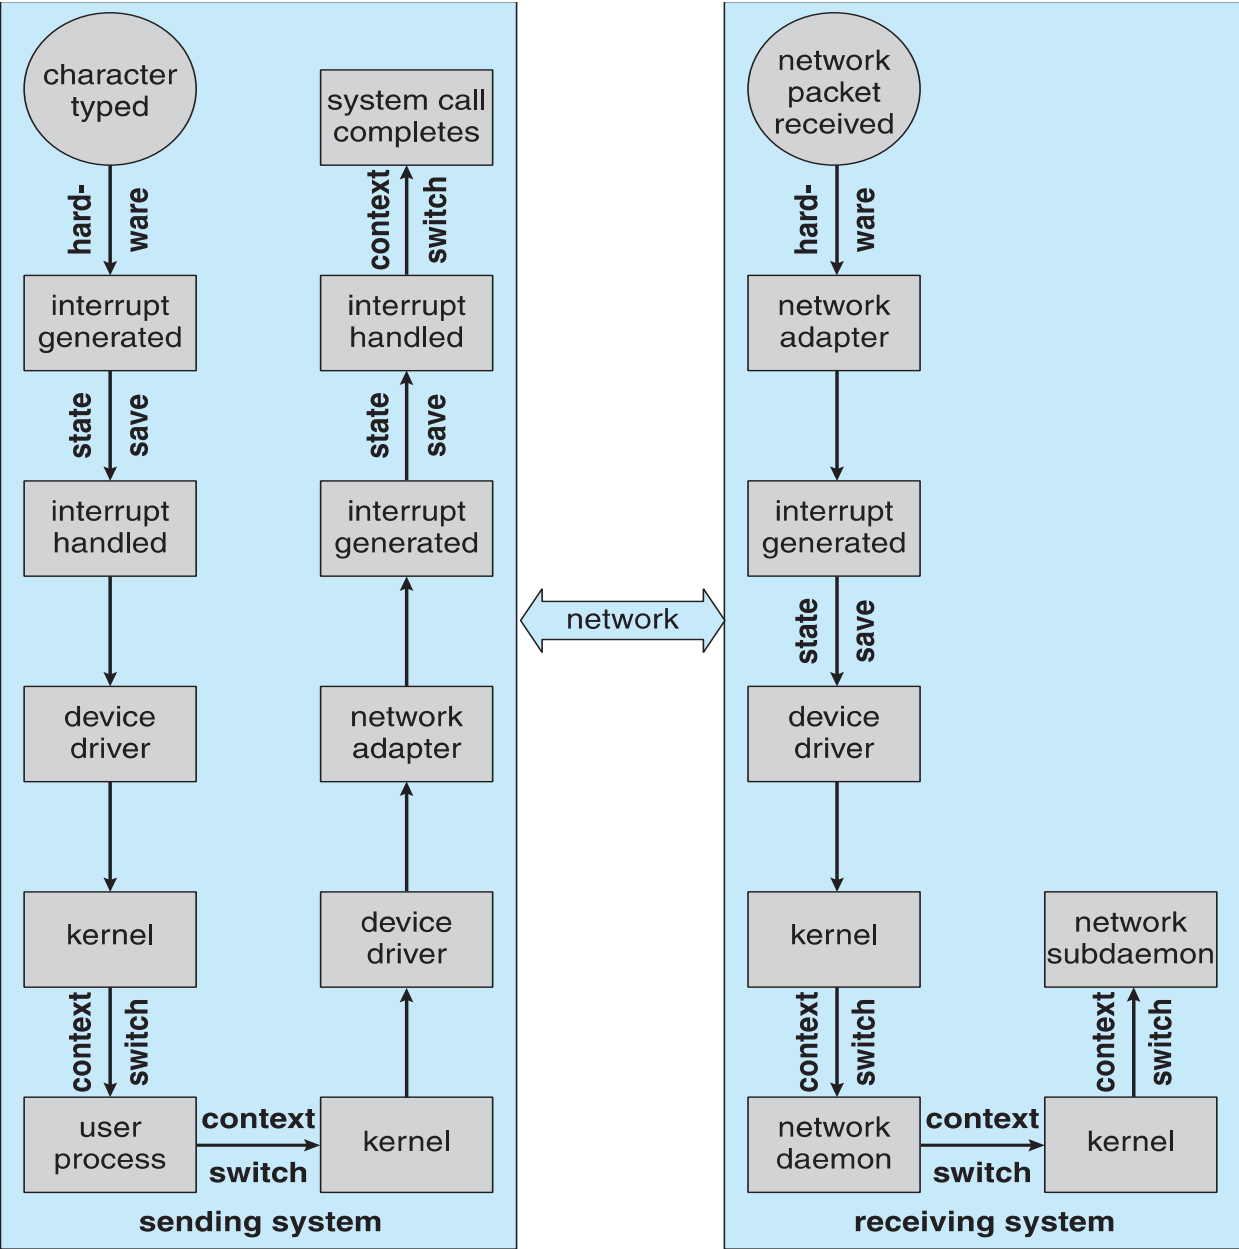 character
typed
hard-
ware
interrupt
generated
state
save
interrupt
handled
device
driver
kernel
context
switch
user
process
context
switch
kernel
device
driver
network
adapter
interrupt
generated
state
save
interrupt
handled
context
switch
system call
completes
sending system
network
network
packet
received
hard-
ware
network
adapter
interrupt
generated
state
save
device
driver
kernel
context
switch
network
daemon
context
switch
kernel
context
switch
network
subdaemon
receiving system